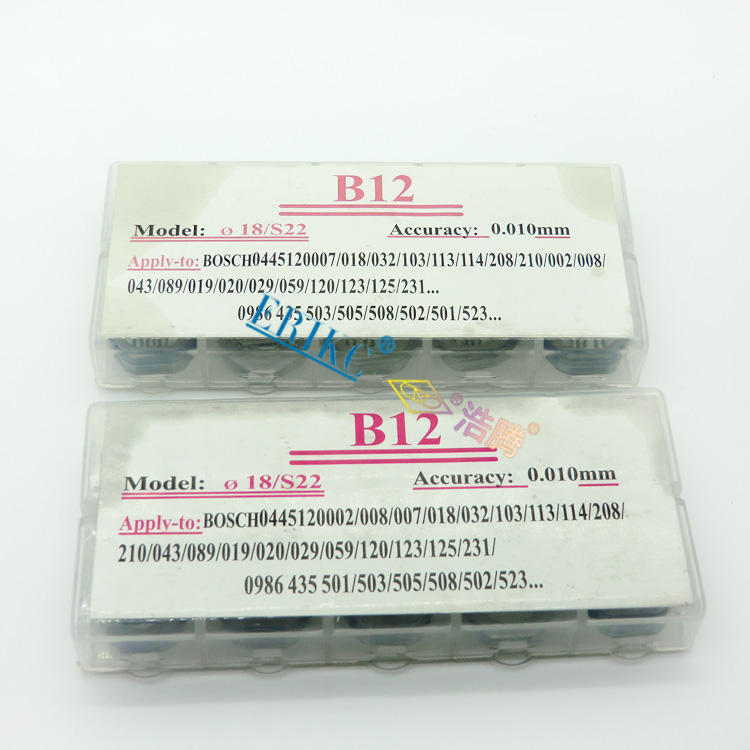 B12
Model: ø 18/S22 Accuracy: 0.010mm
Apply-to: BOSCH0445120007/018/032/103/113/114/208/210/002/008/
043/089/019/020/029/059/120/123/125/231...
0986 435 503/505/508/502/501/523...
ERIKC®
浩腾®
B12
Model: ø 18/S22 Accuracy: 0.010mm
Apply-to: BOSCH0445120002/008/007/018/032/103/113/114/208/
210/043/089/019/020/029/059/120/123/125/231/
0986 435 501/503/505/508/502/523...